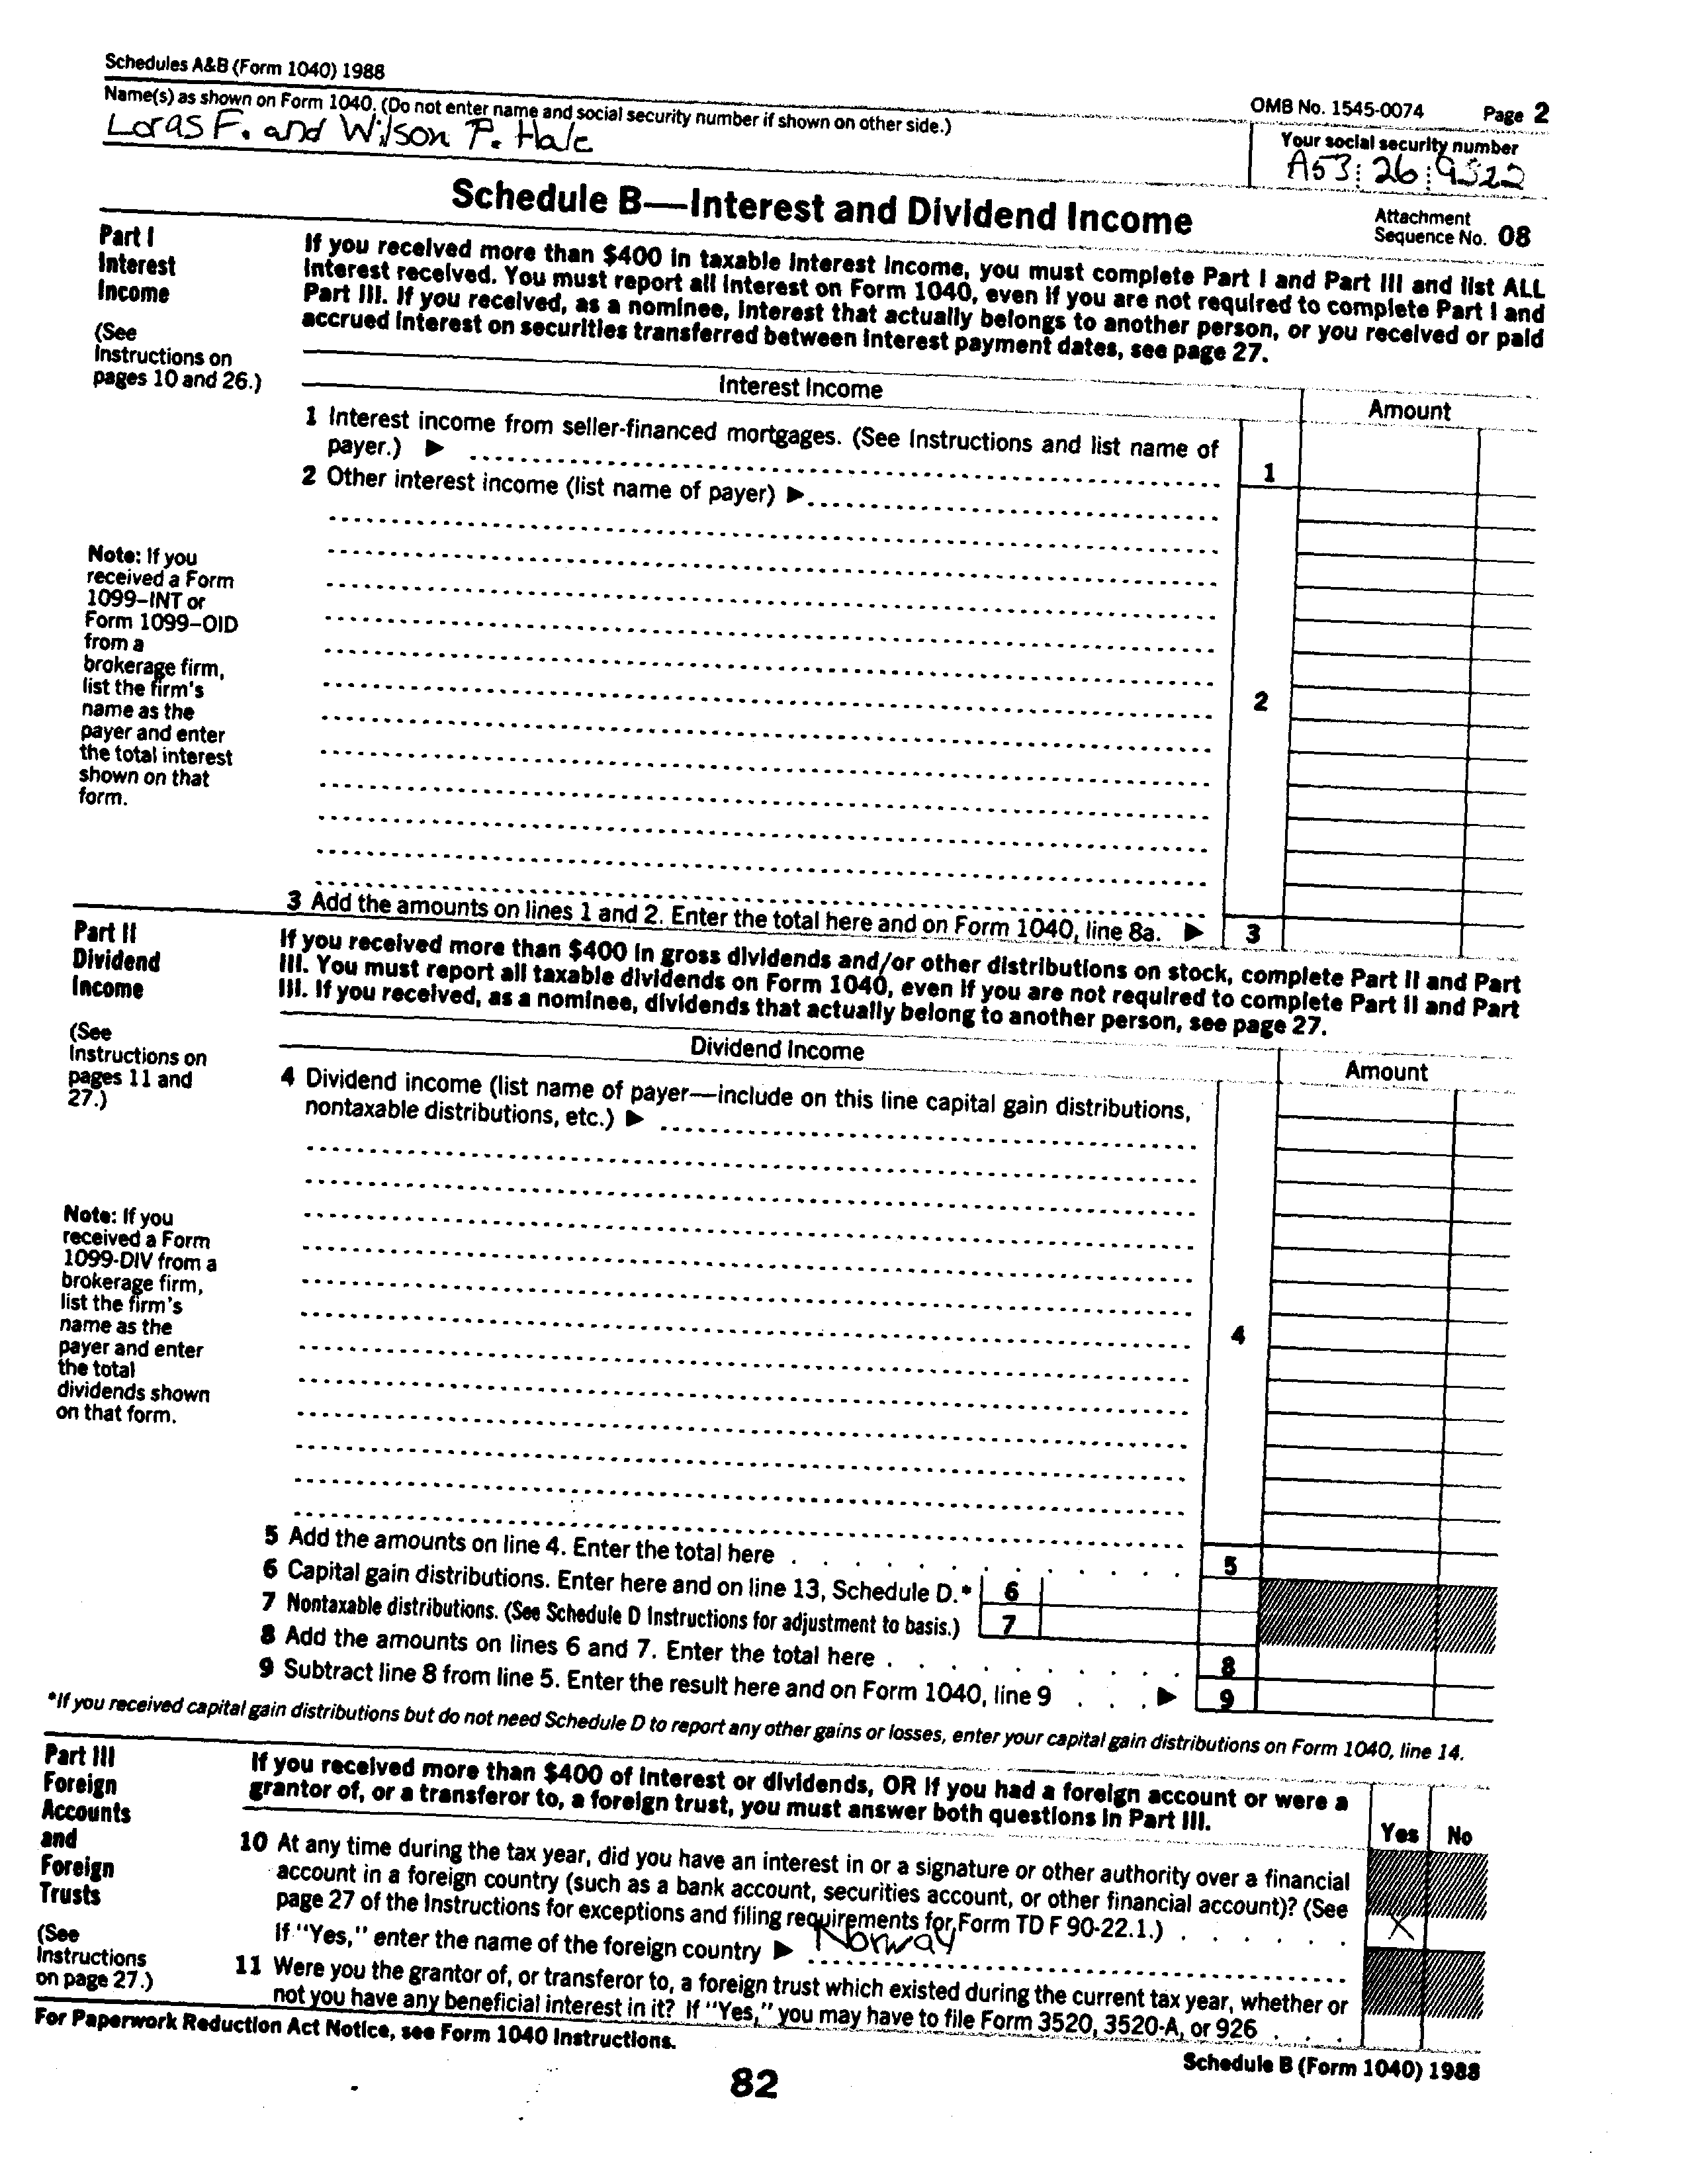 Schedules A&B (Form 1040) 1988
OMB No. 1545-0074 Page 2
Name(s) as shown on Form 1040. (Do not enter name and social security number if shown on other side.)
Your social security number
Loras F. and Wilson P. Hale
A53 26 9322
Schedule B—Interest and Dividend Income
Attachment
Sequence No. 08
Part I
Interest
Income
(See
Instructions on
pages 10 and 26.)
If you received more than $400 in taxable interest income, you must complete Part I and Part III and list ALL
interest received. You must report all interest on Form 1040, even if you are not required to complete Part I and
Part III. If you received, as a nominee, interest that actually belongs to another person, or you received or paid
accrued interest on securities transferred between interest payment dates, see page 27.
Interest Income
Amount
1 Interest income from seller-financed mortgages. (See Instructions and list name of
payer.) ▶
1
2 Other interest income (list name of payer) ▶
Note: If you
received a Form
1099–INT or
Form 1099–OID
from a
brokerage firm,
list the firm's
name as the
payer and enter
the total interest
shown on that
form.
2
3 Add the amounts on lines 1 and 2. Enter the total here and on Form 1040, line 8a. ▶ 3
Part II
Dividend
Income
(See
Instructions on
pages 11 and
27.)
If you received more than $400 in gross dividends and/or other distributions on stock, complete Part II and Part
III. You must report all taxable dividends on Form 1040, even if you are not required to complete Part II and Part
III. If you received, as a nominee, dividends that actually belong to another person, see page 27.
Dividend Income
Amount
4 Dividend income (list name of payer—include on this line capital gain distributions,
nontaxable distributions, etc.) ▶
Note: If you
received a Form
1099-DIV from a
brokerage firm,
list the firm's
name as the
payer and enter
the total
dividends shown
on that form.
4
5 Add the amounts on line 4. Enter the total here . . . . . . . . . . . 5
6 Capital gain distributions. Enter here and on line 13, Schedule D.* 6
7 Nontaxable distributions. (See Schedule D Instructions for adjustment to basis.) 7
8 Add the amounts on lines 6 and 7. Enter the total here . . . . . . . . . . 8
9 Subtract line 8 from line 5. Enter the result here and on Form 1040, line 9 . . . ▶ 9
*If you received capital gain distributions but do not need Schedule D to report any other gains or losses, enter your capital gain distributions on Form 1040, line 14.
Part III
Foreign
Accounts
and
Foreign
Trusts
(See
Instructions
on page 27.)
If you received more than $400 of interest or dividends, OR if you had a foreign account or were a
grantor of, or a transferor to, a foreign trust, you must answer both questions in Part III.
Yes No
10 At any time during the tax year, did you have an interest in or a signature or other authority over a financial
account in a foreign country (such as a bank account, securities account, or other financial account)? (See
page 27 of the Instructions for exceptions and filing requirements for Form TD F 90-22.1.) . . . . . . X
If "Yes," enter the name of the foreign country ▶ Norway
11 Were you the grantor of, or transferor to, a foreign trust which existed during the current tax year, whether or
not you have any beneficial interest in it? If "Yes," you may have to file Form 3520, 3520-A, or 926 . . .
For Paperwork Reduction Act Notice, see Form 1040 Instructions.
Schedule B (Form 1040) 1988
82